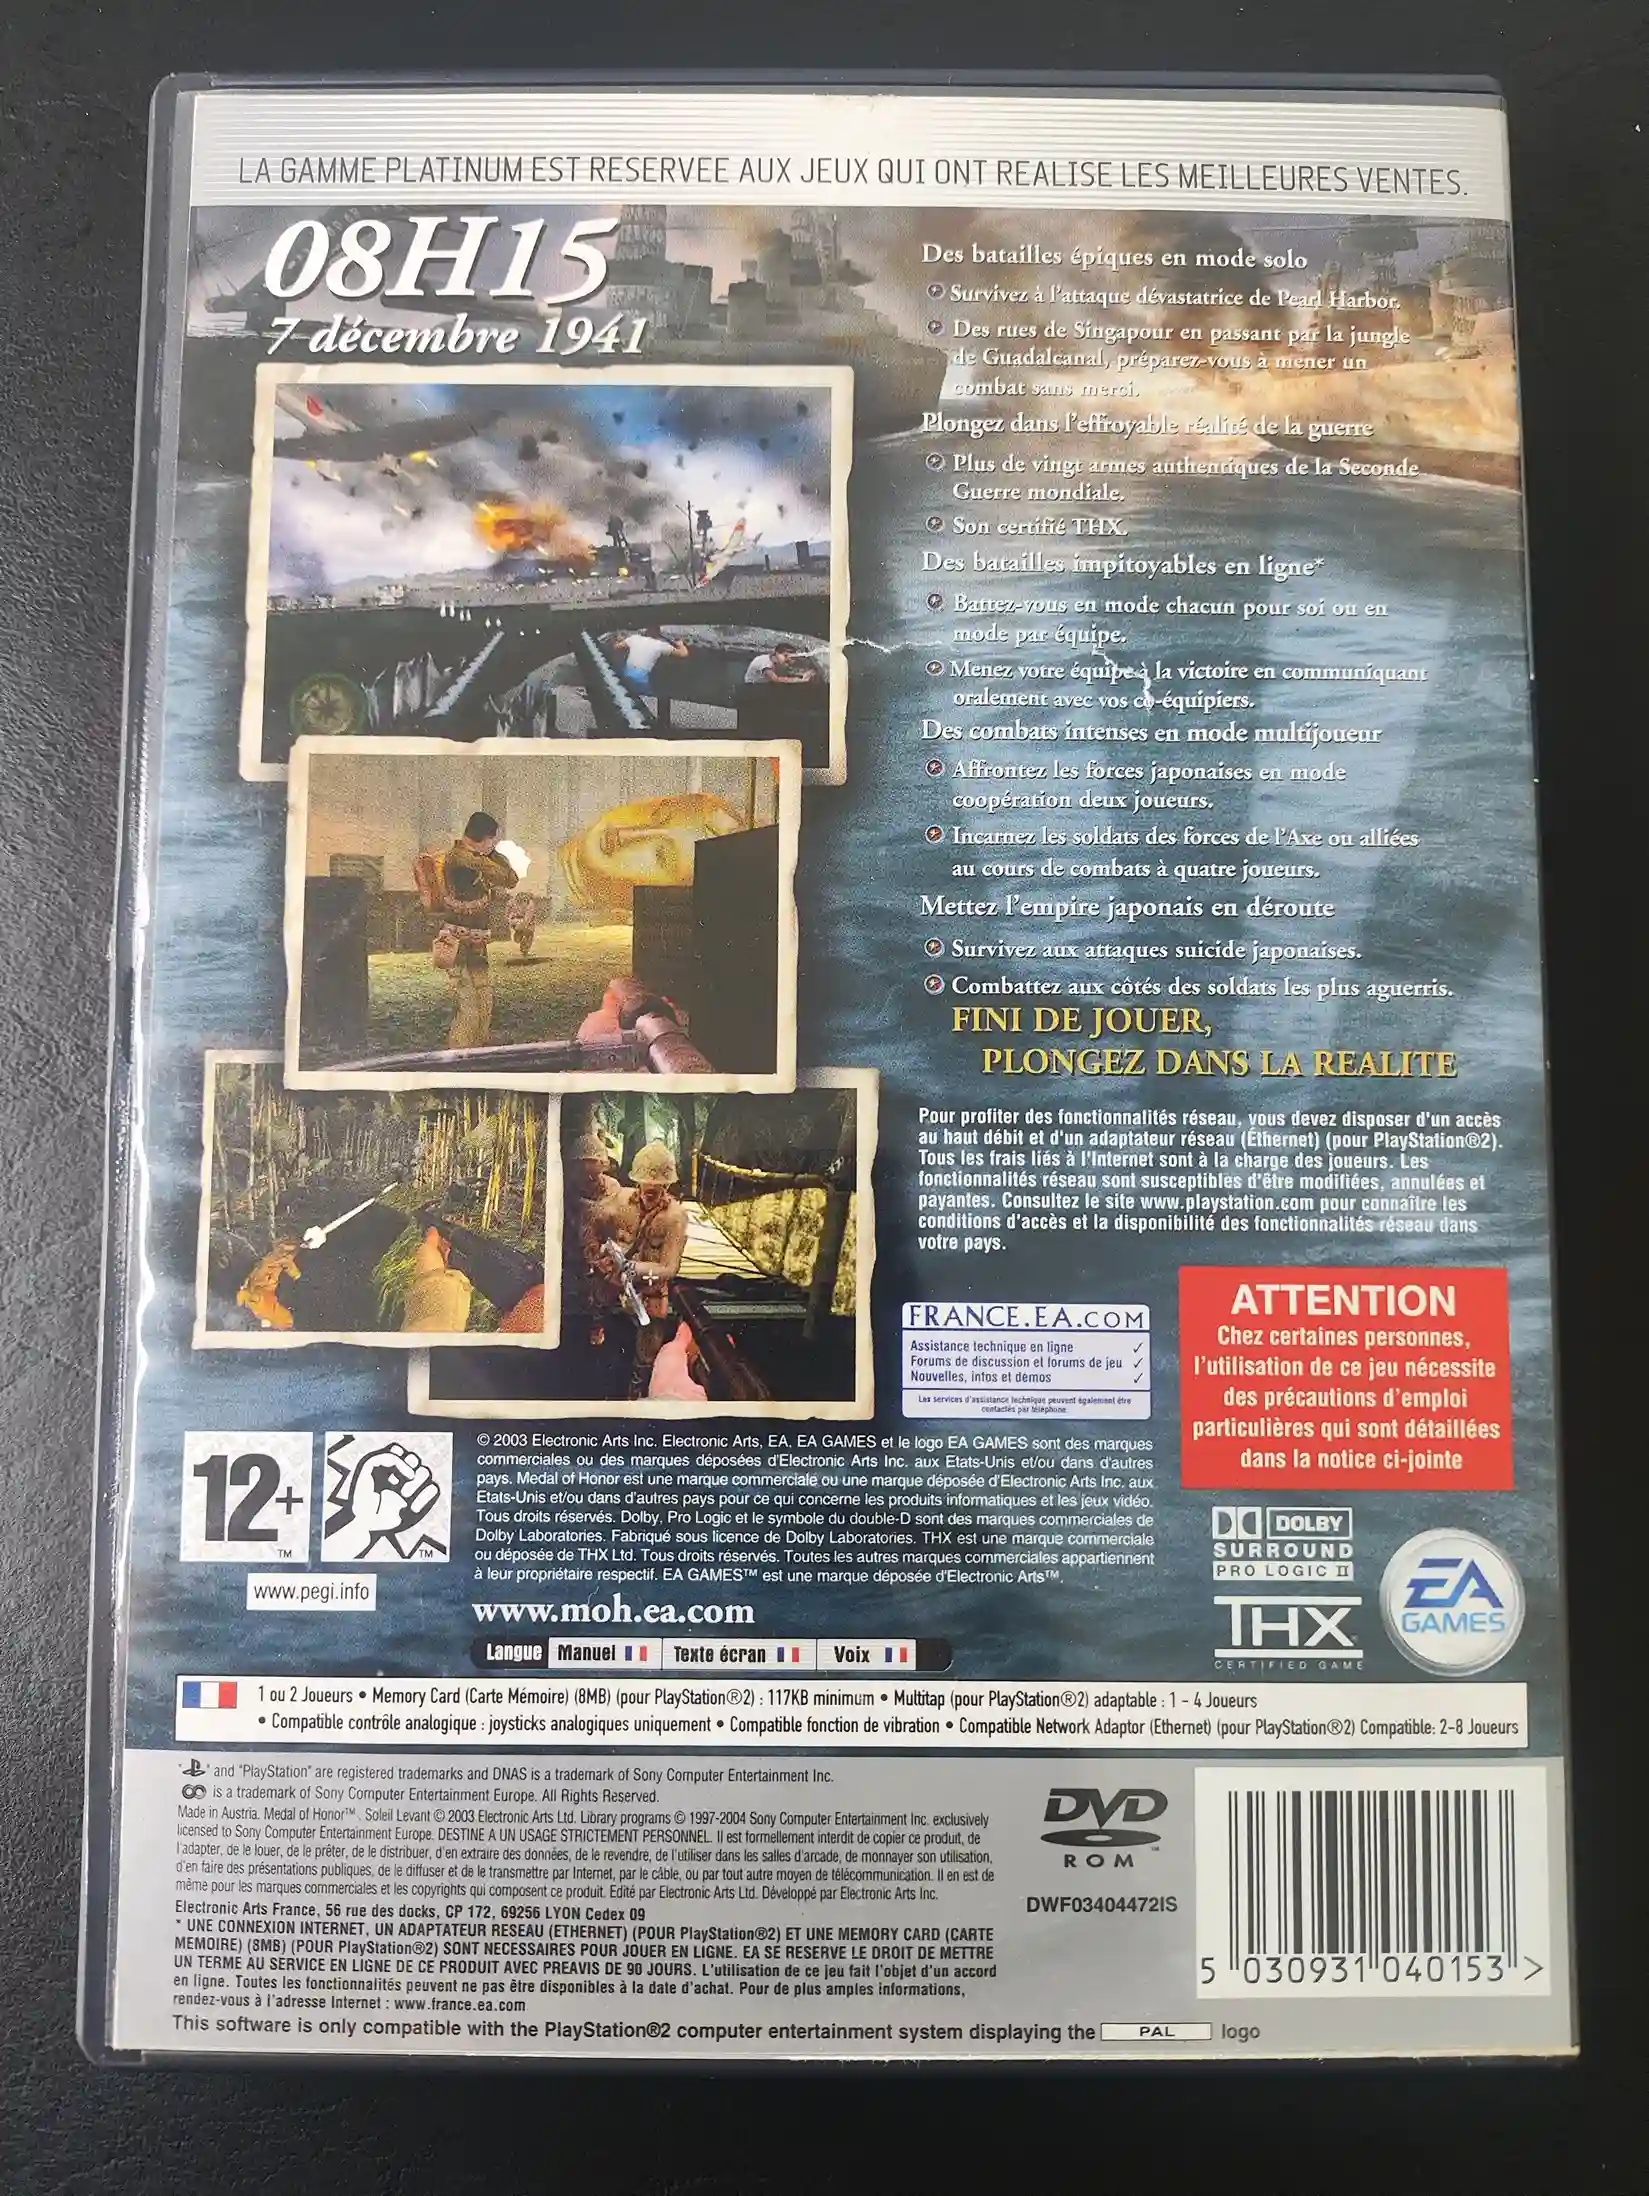 LA GAMME PLATINUM EST RESERVEE AUX JEUX QUI ONT REALISE LES MEILLEURES VENTES.
08H15
7 décembre 1941
Des batailles épiques en mode solo
Survivez à l'attaque dévastatrice de Pearl Harbor.
Des rues de Singapour en passant par la jungle
de Guadalcanal, préparez-vous à mener un
combat sans merci.
Plongez dans l'effroyable réalité de la guerre
Plus de vingt armes authentiques de la Seconde
Guerre mondiale.
Son certifié THX.
Des batailles impitoyables en ligne*
Battez-vous en mode chacun pour soi ou en
mode par équipe.
Menez votre équipe à la victoire en communiquant
oralement avec vos co-équipiers.
Des combats intenses en mode multijoueur
Affrontez les forces japonaises en mode
coopération deux joueurs.
Incarnez les soldats des forces de l'Axe ou alliées
au cours de combats à quatre joueurs.
Mettez l'empire japonais en déroute
Survivez aux attaques suicide japonaises.
Combattez aux côtés des soldats les plus aguerris.
FINI DE JOUER,
PLONGEZ DANS LA REALITE
Pour profiter des fonctionnalités réseau, vous devez disposer d'un accès
au haut débit et d'un adaptateur réseau (Éthernet) (pour PlayStation®2).
Tous les frais liés à l'Internet sont à la charge des joueurs. Les
fonctionnalités réseau sont susceptibles d'être modifiées, annulées et
payantes. Consultez le site www.playstation.com pour connaître les
conditions d'accès et la disponibilité des fonctionnalités réseau dans
votre pays.
FRANCE.EA.COM
Assistance technique en ligne ✓
Forums de discussion et forums de jeu ✓
Nouvelles, infos et démos ✓
Les services d'assistance technique peuvent également être
contactés par téléphone
ATTENTION
Chez certaines personnes,
l'utilisation de ce jeu nécessite
des précautions d'emploi
particulières qui sont détaillées
dans la notice ci-jointe
12+
TM
TM
www.pegi.info
© 2003 Electronic Arts Inc. Electronic Arts, EA, EA GAMES et le logo EA GAMES sont des marques
commerciales ou des marques déposées d'Electronic Arts Inc. aux Etats-Unis et/ou dans d'autres
pays. Medal of Honor est une marque commerciale ou une marque déposée d'Electronic Arts Inc. aux
Etats-Unis et/ou dans d'autres pays pour ce qui concerne les produits informatiques et les jeux vidéo.
Tous droits réservés. Dolby, Pro Logic et le symbole du double-D sont des marques commerciales de
Dolby Laboratories. Fabriqué sous licence de Dolby Laboratories. THX est une marque commerciale
ou déposée de THX Ltd. Tous droits réservés. Toutes les autres marques commerciales appartiennent
à leur propriétaire respectif. EA GAMES™ est une marque déposée d'Electronic Arts™.
www.moh.ea.com
DOLBY
SURROUND
PRO LOGIC II
THX
CERTIFIED GAME
EA
GAMES
Langue Manuel Texte écran Voix
1 ou 2 Joueurs • Memory Card (Carte Mémoire) (8MB) (pour PlayStation®2) : 117KB minimum • Multitap (pour PlayStation®2) adaptable : 1 - 4 Joueurs
• Compatible contrôle analogique : joysticks analogiques uniquement • Compatible fonction de vibration • Compatible Network Adaptor (Ethernet) (pour PlayStation®2) Compatible: 2-8 Joueurs
" " and "PlayStation" are registered trademarks and DNAS is a trademark of Sony Computer Entertainment Inc.
is a trademark of Sony Computer Entertainment Europe. All Rights Reserved.
Made in Austria. Medal of Honor™ , Soleil Levant © 2003 Electronic Arts Ltd. Library programs © 1997-2004 Sony Computer Entertainment Inc. exclusively
licensed to Sony Computer Entertainment Europe. DESTINE A UN USAGE STRICTEMENT PERSONNEL. Il est formellement interdit de copier ce produit, de
l'adapter, de le louer, de le prêter, de le distribuer, d'en extraire des données, de le revendre, de l'utiliser dans les salles d'arcade, de monnayer son utilisation,
d'en faire des présentations publiques, de le diffuser et de le transmettre par Internet, par le câble, ou par tout autre moyen de télécommunication. Il en est de
même pour les marques commerciales et les copyrights qui composent ce produit. Edité par Electronic Arts Ltd. Développé par Electronic Arts Inc.
Electronic Arts France, 56 rue des docks, CP 172, 69256 LYON Cedex 09
* UNE CONNEXION INTERNET, UN ADAPTATEUR RESEAU (ETHERNET) (POUR PlayStation®2) ET UNE MEMORY CARD (CARTE
MEMOIRE) (8MB) (POUR PlayStation®2) SONT NECESSAIRES POUR JOUER EN LIGNE. EA SE RESERVE LE DROIT DE METTRE
UN TERME AU SERVICE EN LIGNE DE CE PRODUIT AVEC PREAVIS DE 90 JOURS. L'utilisation de ce jeu fait l'objet d'un accord
en ligne. Toutes les fonctionnalités peuvent ne pas être disponibles à la date d'achat. Pour de plus amples informations,
rendez-vous à l'adresse Internet : www.france.ea.com
This software is only compatible with the PlayStation®2 computer entertainment system displaying the PAL logo
DVD
ROM
DWF03404472IS
5 030931 040153 >